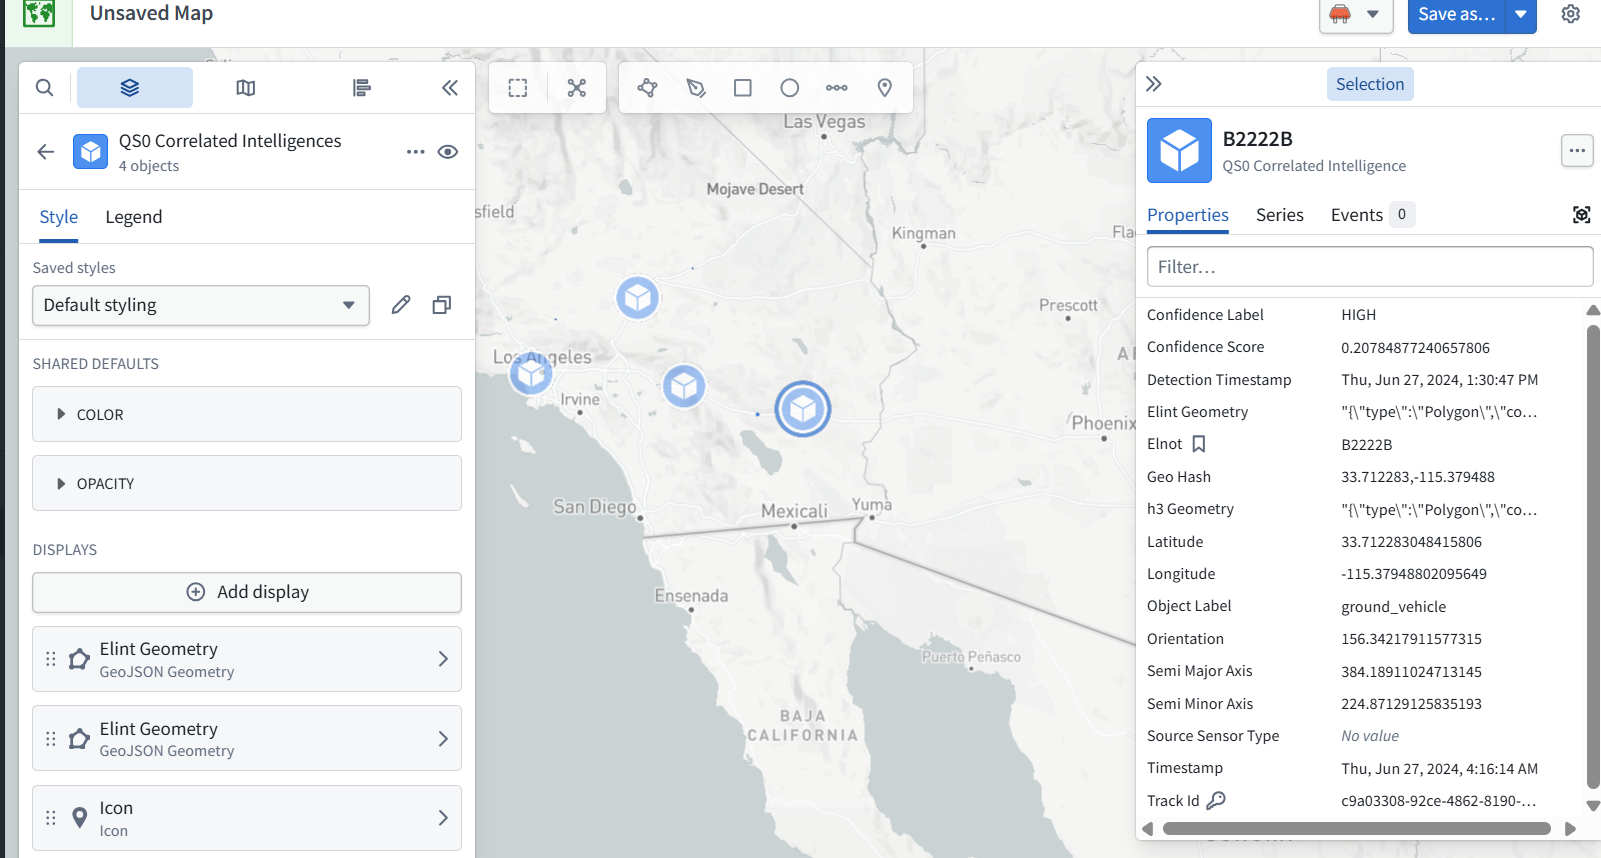 Unsaved Map
Save as...
QS0 Correlated Intelligences
4 objects
Style
Legend
Saved styles
Default styling
SHARED DEFAULTS
COLOR
OPACITY
DISPLAYS
Add display
Elint Geometry
GeoJSON Geometry
Elint Geometry
GeoJSON Geometry
Icon
Icon
Las Vegas
Mojave Desert
sfield
Kingman
Fla
Prescott
Los Angeles
Irvine
Phoenix
San Diego
Mexicali
Yuma
Ensenada
Puerto Peñasco
BAJA
CALIFORNIA
Selection
B2222B
QS0 Correlated Intelligence
Properties
Series
Events 0
Filter...
Confidence Label HIGH
Confidence Score 0.20784877240657806
Detection Timestamp Thu, Jun 27, 2024, 1:30:47 PM
Elint Geometry "{\"type\":\"Polygon\",\"co...
Elnot B2222B
Geo Hash 33.712283,-115.379488
h3 Geometry "{\"type\":\"Polygon\",\"co...
Latitude 33.712283048415806
Longitude -115.37948802095649
Object Label ground_vehicle
Orientation 156.34217911577315
Semi Major Axis 384.18911024713145
Semi Minor Axis 224.87129125835193
Source Sensor Type No value
Timestamp Thu, Jun 27, 2024, 4:16:14 AM
Track Id c9a03308-92ce-4862-8190-...